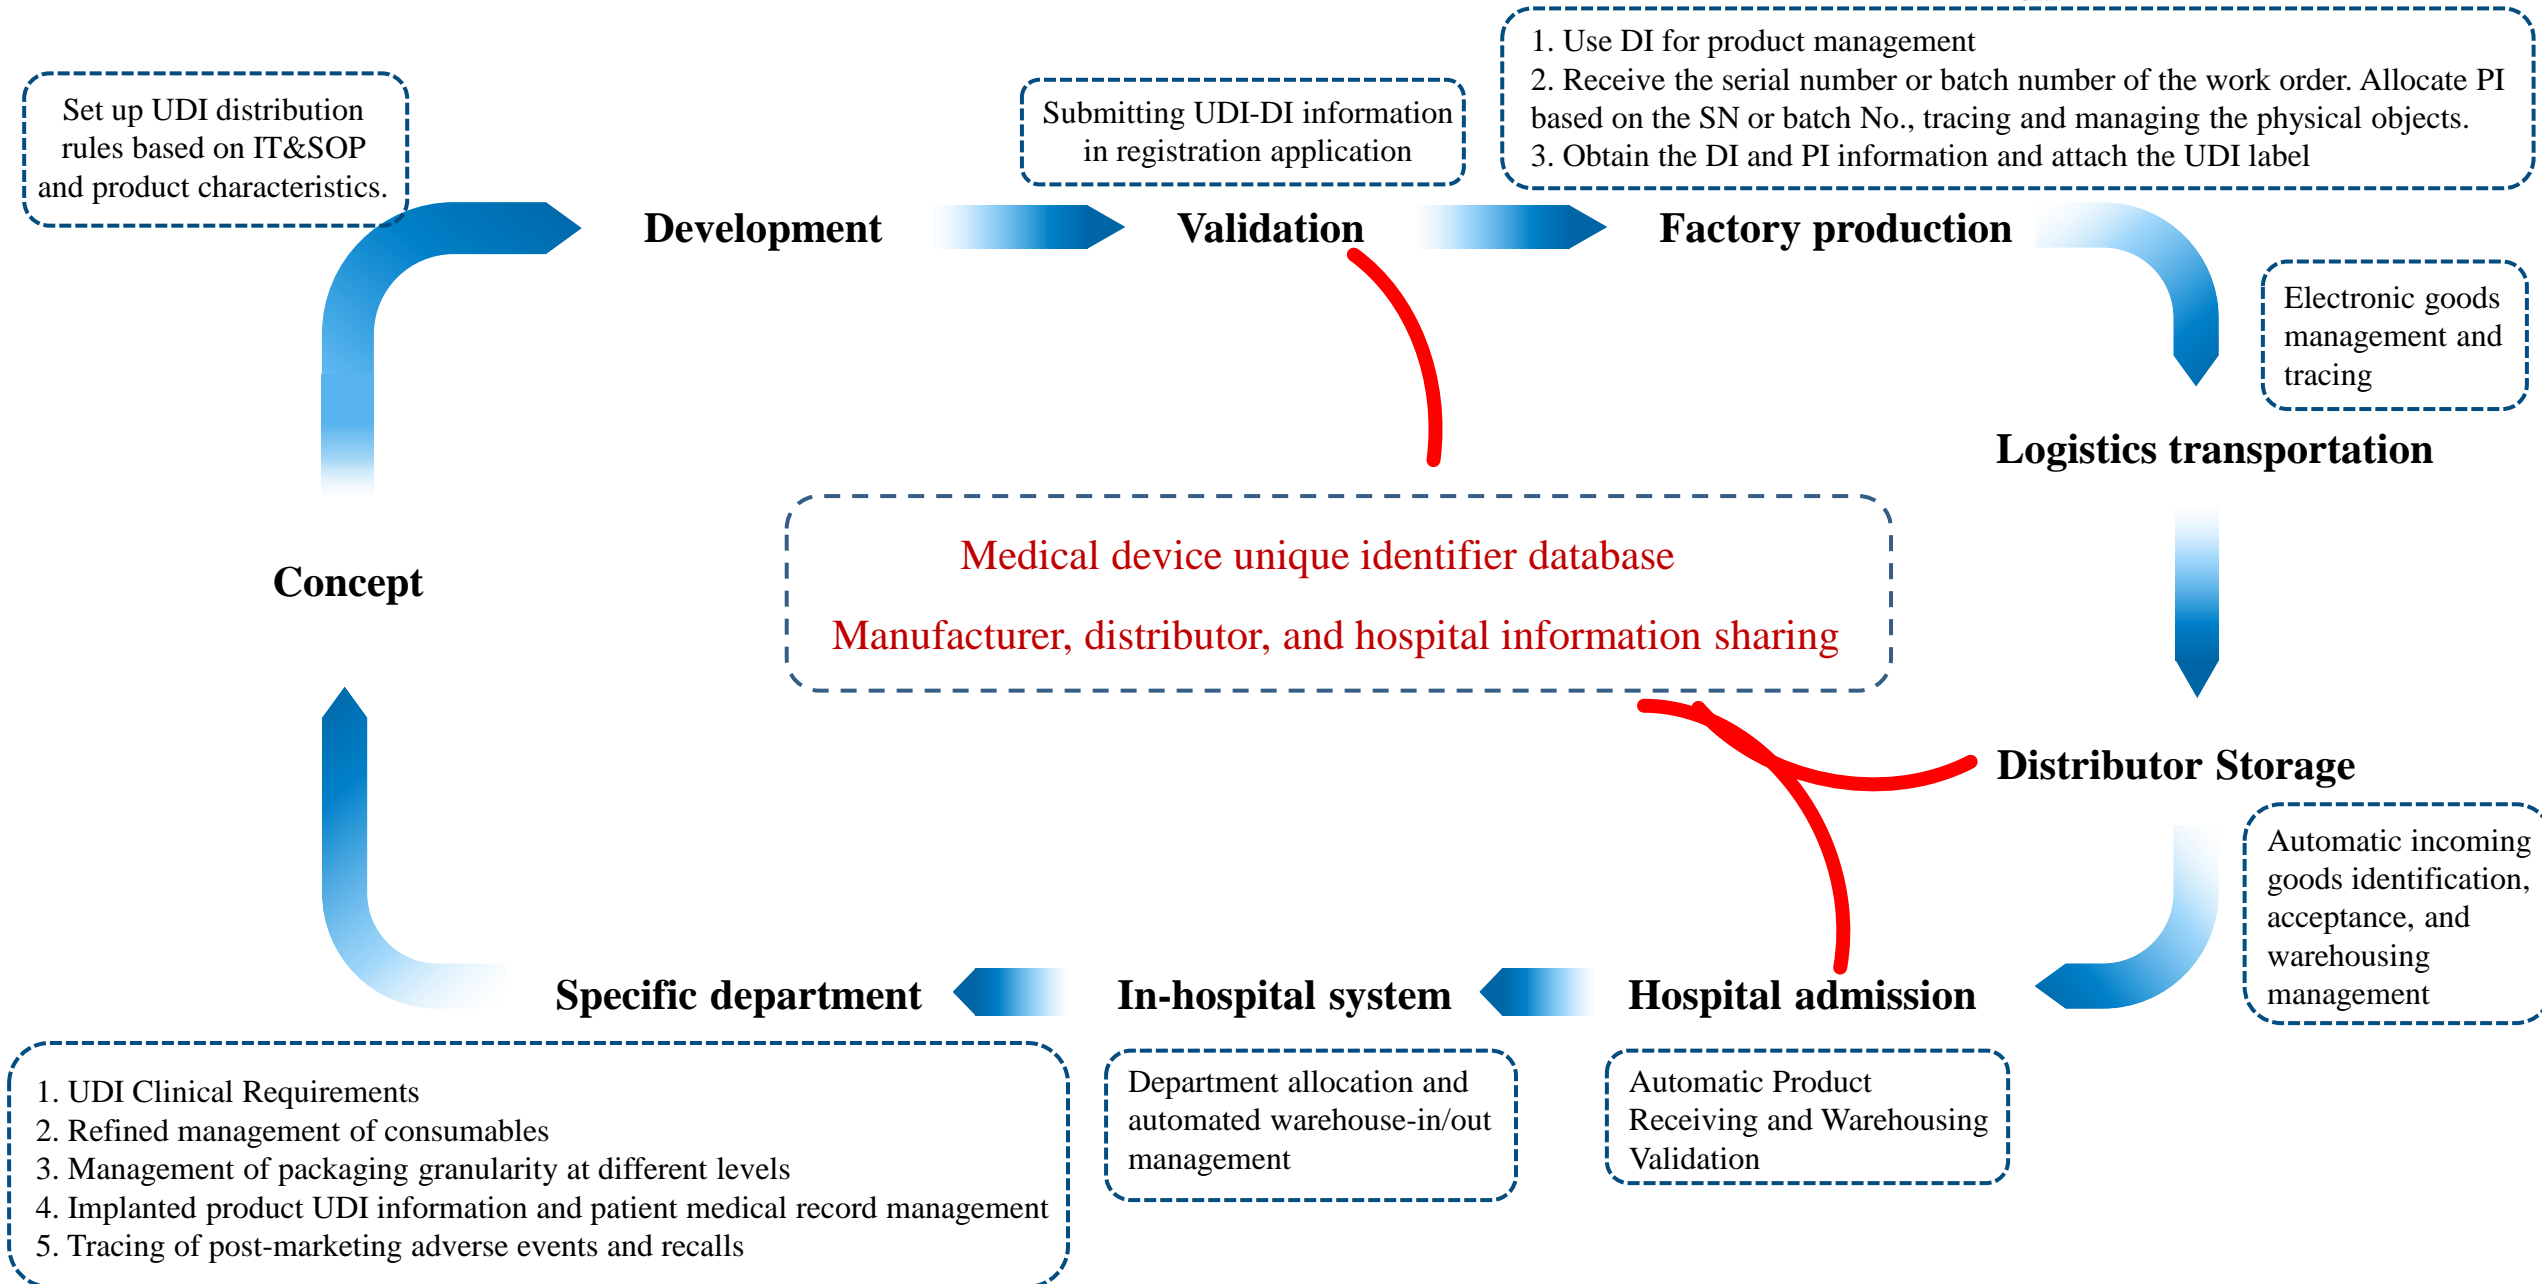 1. Use DI for product management
2. Receive the serial number or batch number of the work order. Allocate PI
based on the SN or batch No., tracing and managing the physical objects.
3. Obtain the DI and PI information and attach the UDI label
Set up UDI distribution
rules based on IT&SOP
and product characteristics.
Submitting UDI-DI information
in registration application
Development
Validation
Factory production
Electronic goods
management and
tracing
Logistics transportation
Medical device unique identifier database
Manufacturer, distributor, and hospital information sharing
Concept
Distributor Storage
Automatic incoming
goods identification,
acceptance, and
warehousing
management
Specific department
In-hospital system
Hospital admission
1. UDI Clinical Requirements
2. Refined management of consumables
3. Management of packaging granularity at different levels
4. Implanted product UDI information and patient medical record management
5. Tracing of post-marketing adverse events and recalls
Department allocation and
automated warehouse-in/out
management
Automatic Product
Receiving and Warehousing
Validation